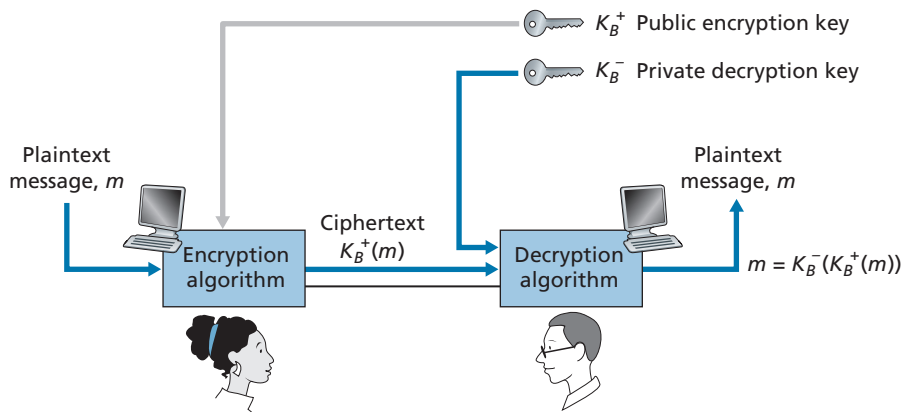 K_B^+ Public encryption key
K_B^- Private decryption key
Plaintext
message, m
Plaintext
message, m
Ciphertext
K_B^+(m)
Encryption
algorithm
Decryption
algorithm
m = K_B^-(K_B^+(m))